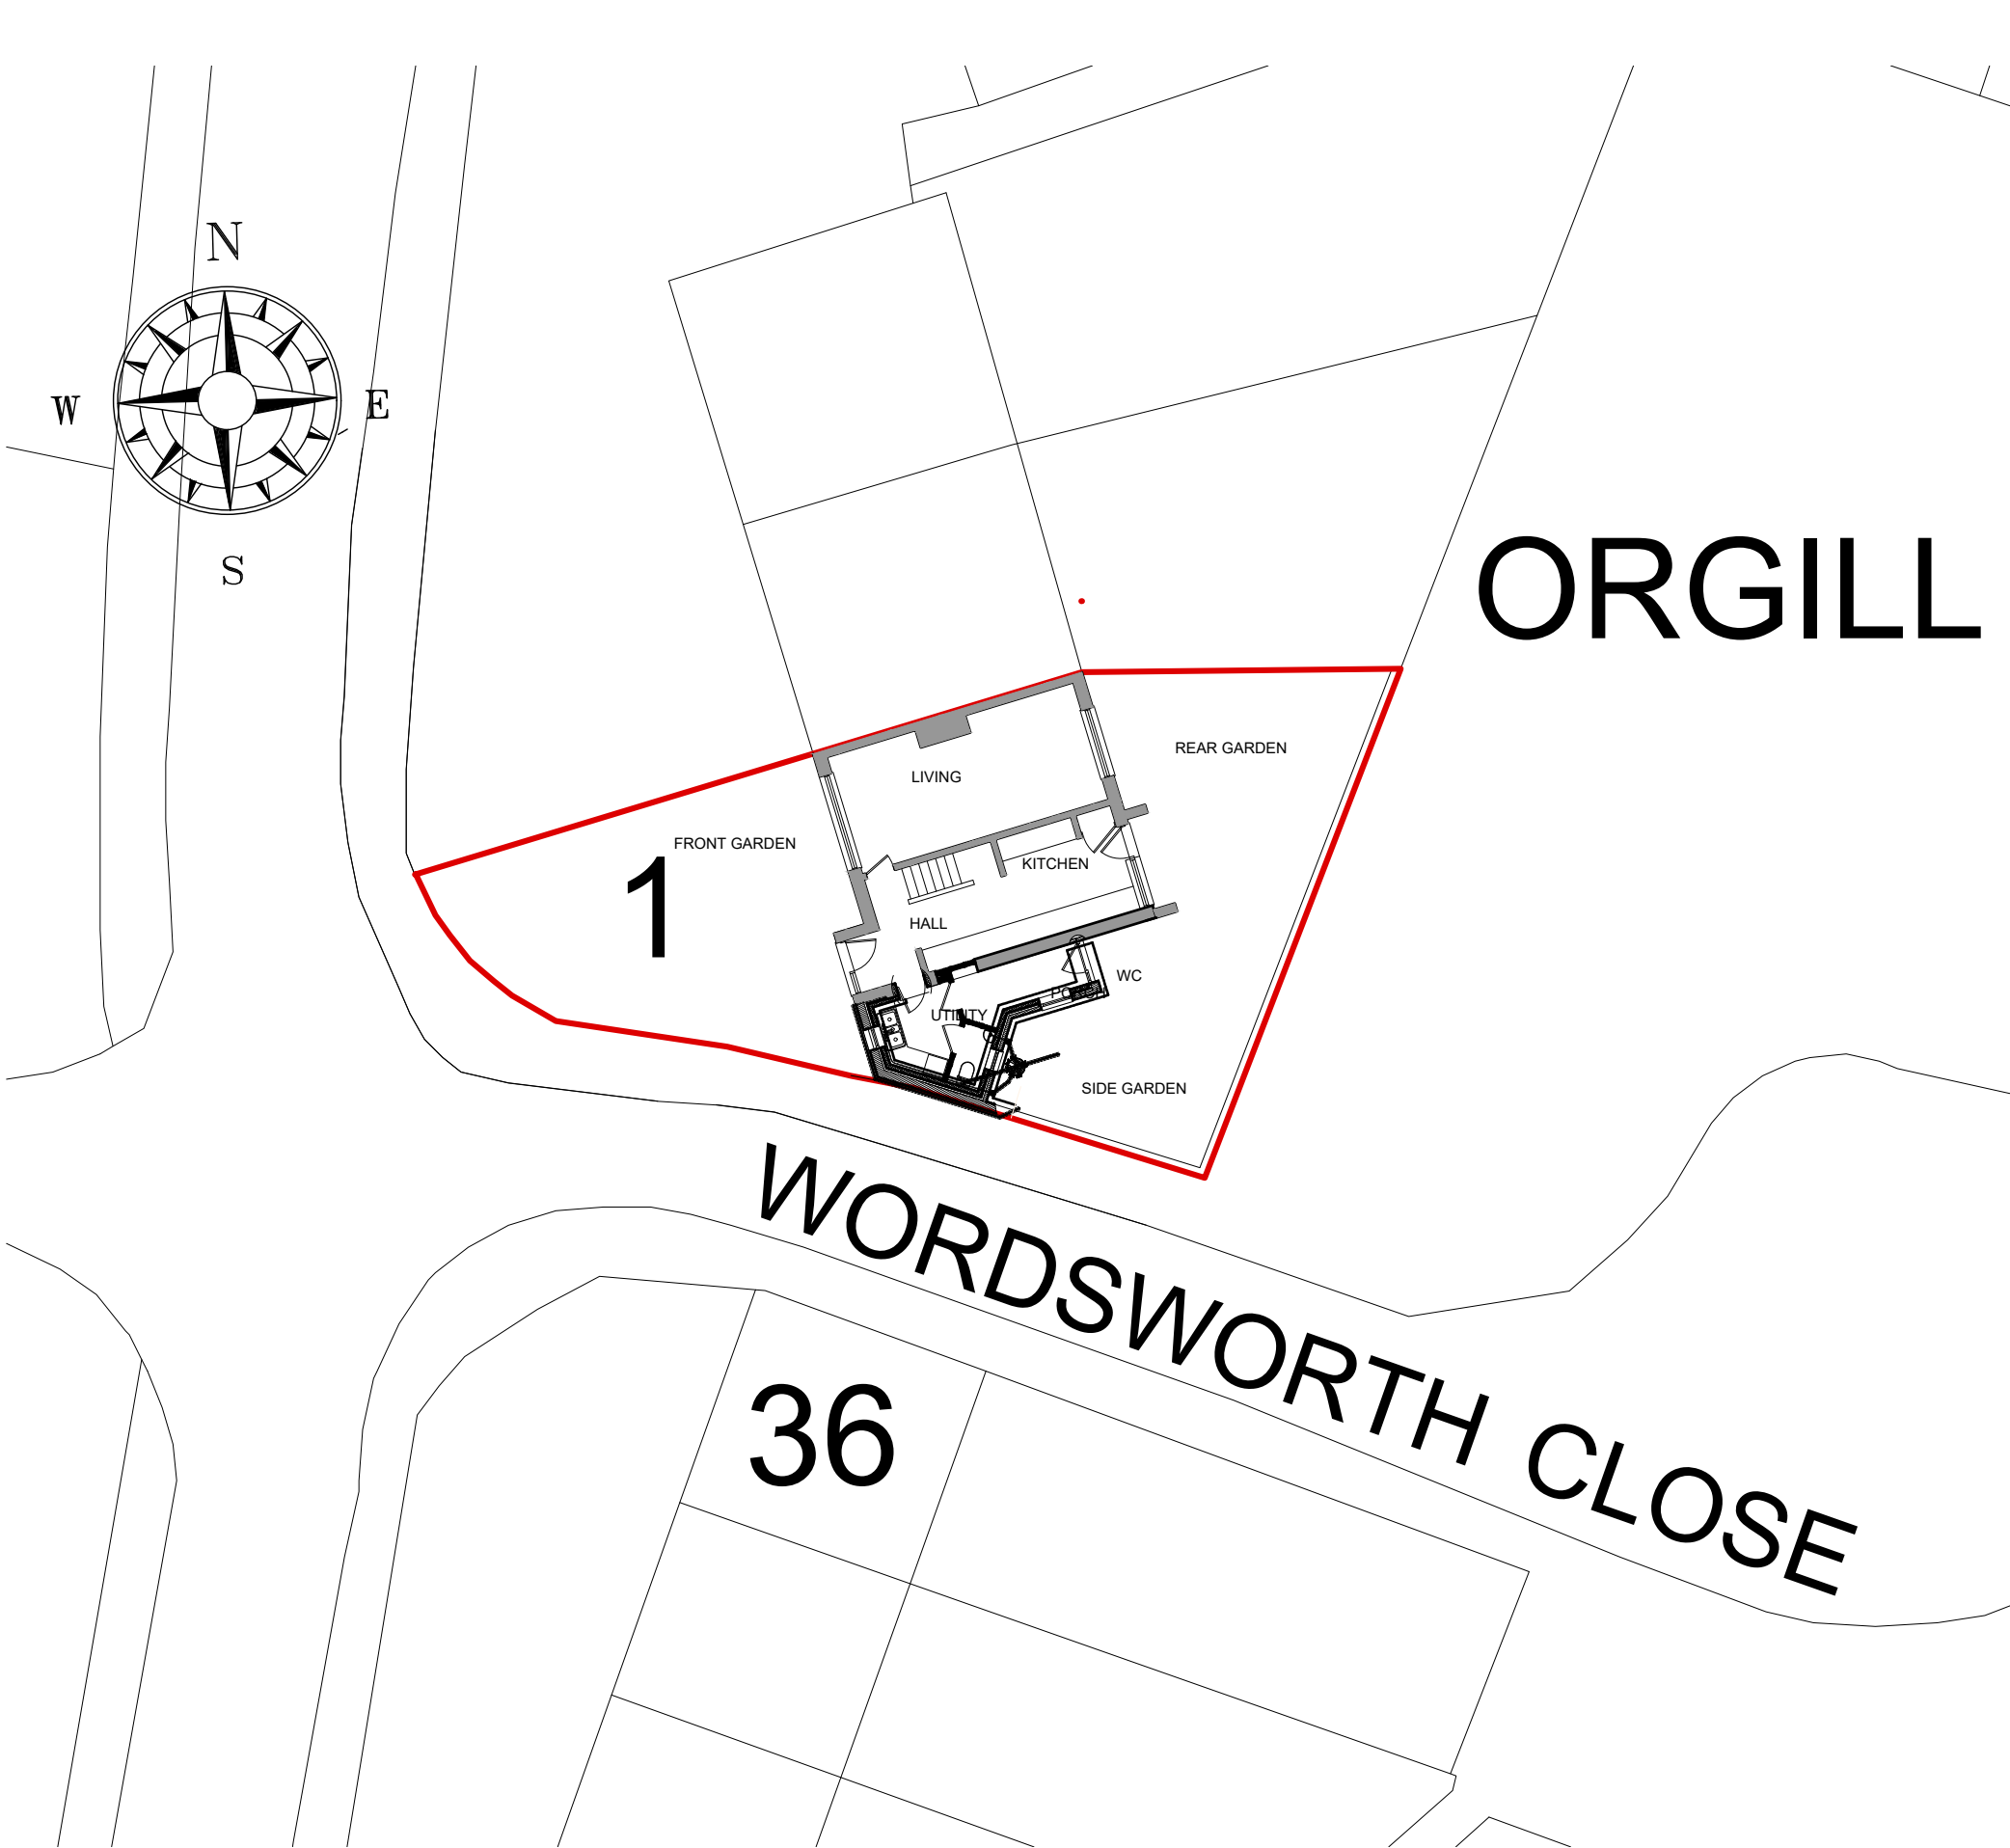 N
W
E
S
ORGILL
REAR GARDEN
LIVING
FRONT GARDEN
1
KITCHEN
HALL
WC
UTILITY
SIDE GARDEN
WORDSWORTH CLOSE
36